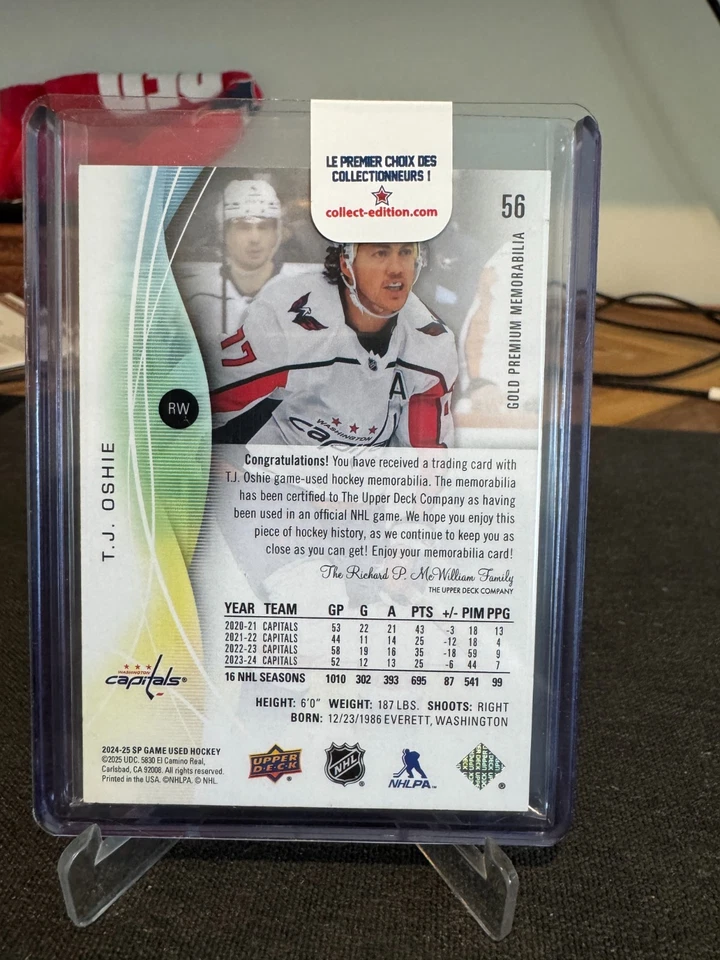 LE PREMIER CHOIX DES
COLLECTIONNEURS !
collect-edition.com
56
GOLD PREMIUM MEMORABILIA
77
A
WASHINGTON
capitals
RW
T.J. OSHIE
Congratulations! You have received a trading card with
T.J. Oshie game-used hockey memorabilia. The memorabilia
has been certified to The Upper Deck Company as having
been used in an official NHL game. We hope you enjoy this
piece of hockey history, as we continue to keep you as
close as you can get! Enjoy your memorabilia card!
The Richard P. McWilliam Family
THE UPPER DECK COMPANY
YEAR TEAM GP G A PTS +/- PIM PPG
2020-21 CAPITALS 53 22 21 43 -3 18 13
2021-22 CAPITALS 44 11 14 25 -12 18 4
2022-23 CAPITALS 58 19 16 35 -18 59 9
2023-24 CAPITALS 52 12 13 25 -6 44 7
16 NHL SEASONS 1010 302 393 695 87 541 99
HEIGHT: 6'0" WEIGHT: 187 LBS. SHOOTS: RIGHT
BORN: 12/23/1986 EVERETT, WASHINGTON
WASHINGTON
capitals®
2024-25 SP GAME USED HOCKEY
©2025 UDC. 5830 El Camino Real,
Carlsbad, CA 92008. All rights reserved.
Printed in the USA. ©NHLPA. © NHL.
UPPER
DECK
NHL
NHLPA
UPPER
DECK
®